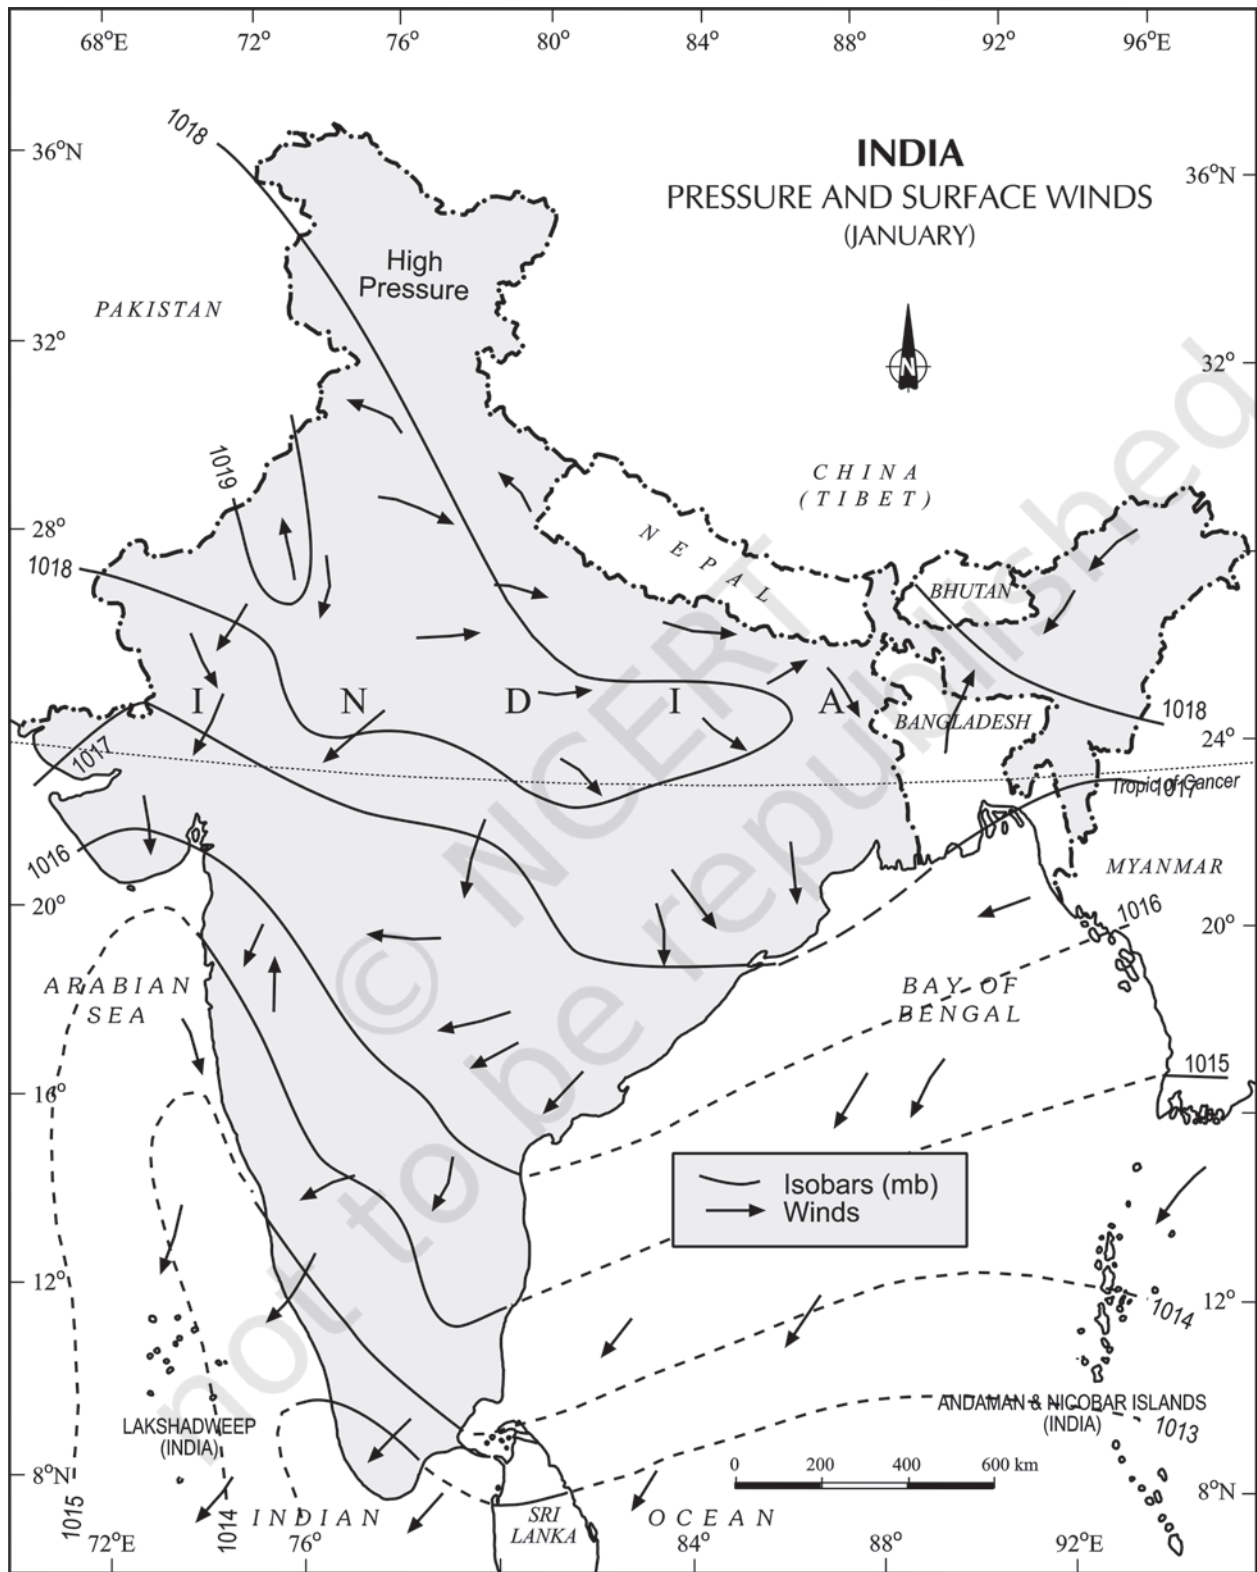 68°E 72° 76° 80° 84° 88° 92° 96°E
1018
36°N
INDIA
PRESSURE AND SURFACE WINDS
(JANUARY)
36°N
High
Pressure
PAKISTAN
32°
N
32°
1019
CHINA
(TIBET)
28°
NEPAL
1018
BHUTAN
I N D I A
BANGLADESH
1018
24°
1017
Tropic of Cancer
1017
1016
MYANMAR
20°
1016
20°
ARABIAN
SEA
BAY OF
BENGAL
1015
16°
Isobars (mb)
Winds
12°
12°
1014
ANDAMAN & NICOBAR ISLANDS
(INDIA)
1013
LAKSHADWEEP
(INDIA)
0 200 400 600 km
8°N
8°N
1015
1014
INDIAN
SRI
LANKA
OCEAN
72°E 76° 84° 88° 92°E
© NCERT
not to be republished